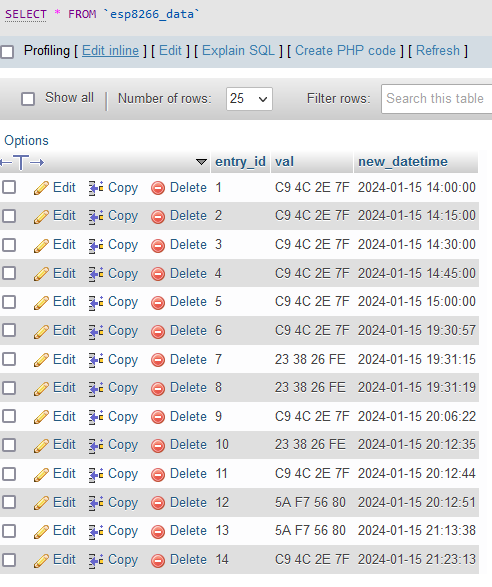 SELECT * FROM `esp8266_data`
Profiling [ Edit inline ] [ Edit ] [ Explain SQL ] [ Create PHP code ] [ Refresh ]
Show all Number of rows: 25 Filter rows: Search this table
Options
←T→ entry_id val new_datetime
Edit Copy Delete 1 C9 4C 2E 7F 2024-01-15 14:00:00
Edit Copy Delete 2 C9 4C 2E 7F 2024-01-15 14:15:00
Edit Copy Delete 3 C9 4C 2E 7F 2024-01-15 14:30:00
Edit Copy Delete 4 C9 4C 2E 7F 2024-01-15 14:45:00
Edit Copy Delete 5 C9 4C 2E 7F 2024-01-15 15:00:00
Edit Copy Delete 6 C9 4C 2E 7F 2024-01-15 19:30:57
Edit Copy Delete 7 23 38 26 FE 2024-01-15 19:31:15
Edit Copy Delete 8 23 38 26 FE 2024-01-15 19:31:19
Edit Copy Delete 9 C9 4C 2E 7F 2024-01-15 20:06:22
Edit Copy Delete 10 23 38 26 FE 2024-01-15 20:12:35
Edit Copy Delete 11 C9 4C 2E 7F 2024-01-15 20:12:44
Edit Copy Delete 12 5A F7 56 80 2024-01-15 20:12:51
Edit Copy Delete 13 5A F7 56 80 2024-01-15 21:13:38
Edit Copy Delete 14 C9 4C 2E 7F 2024-01-15 21:23:13